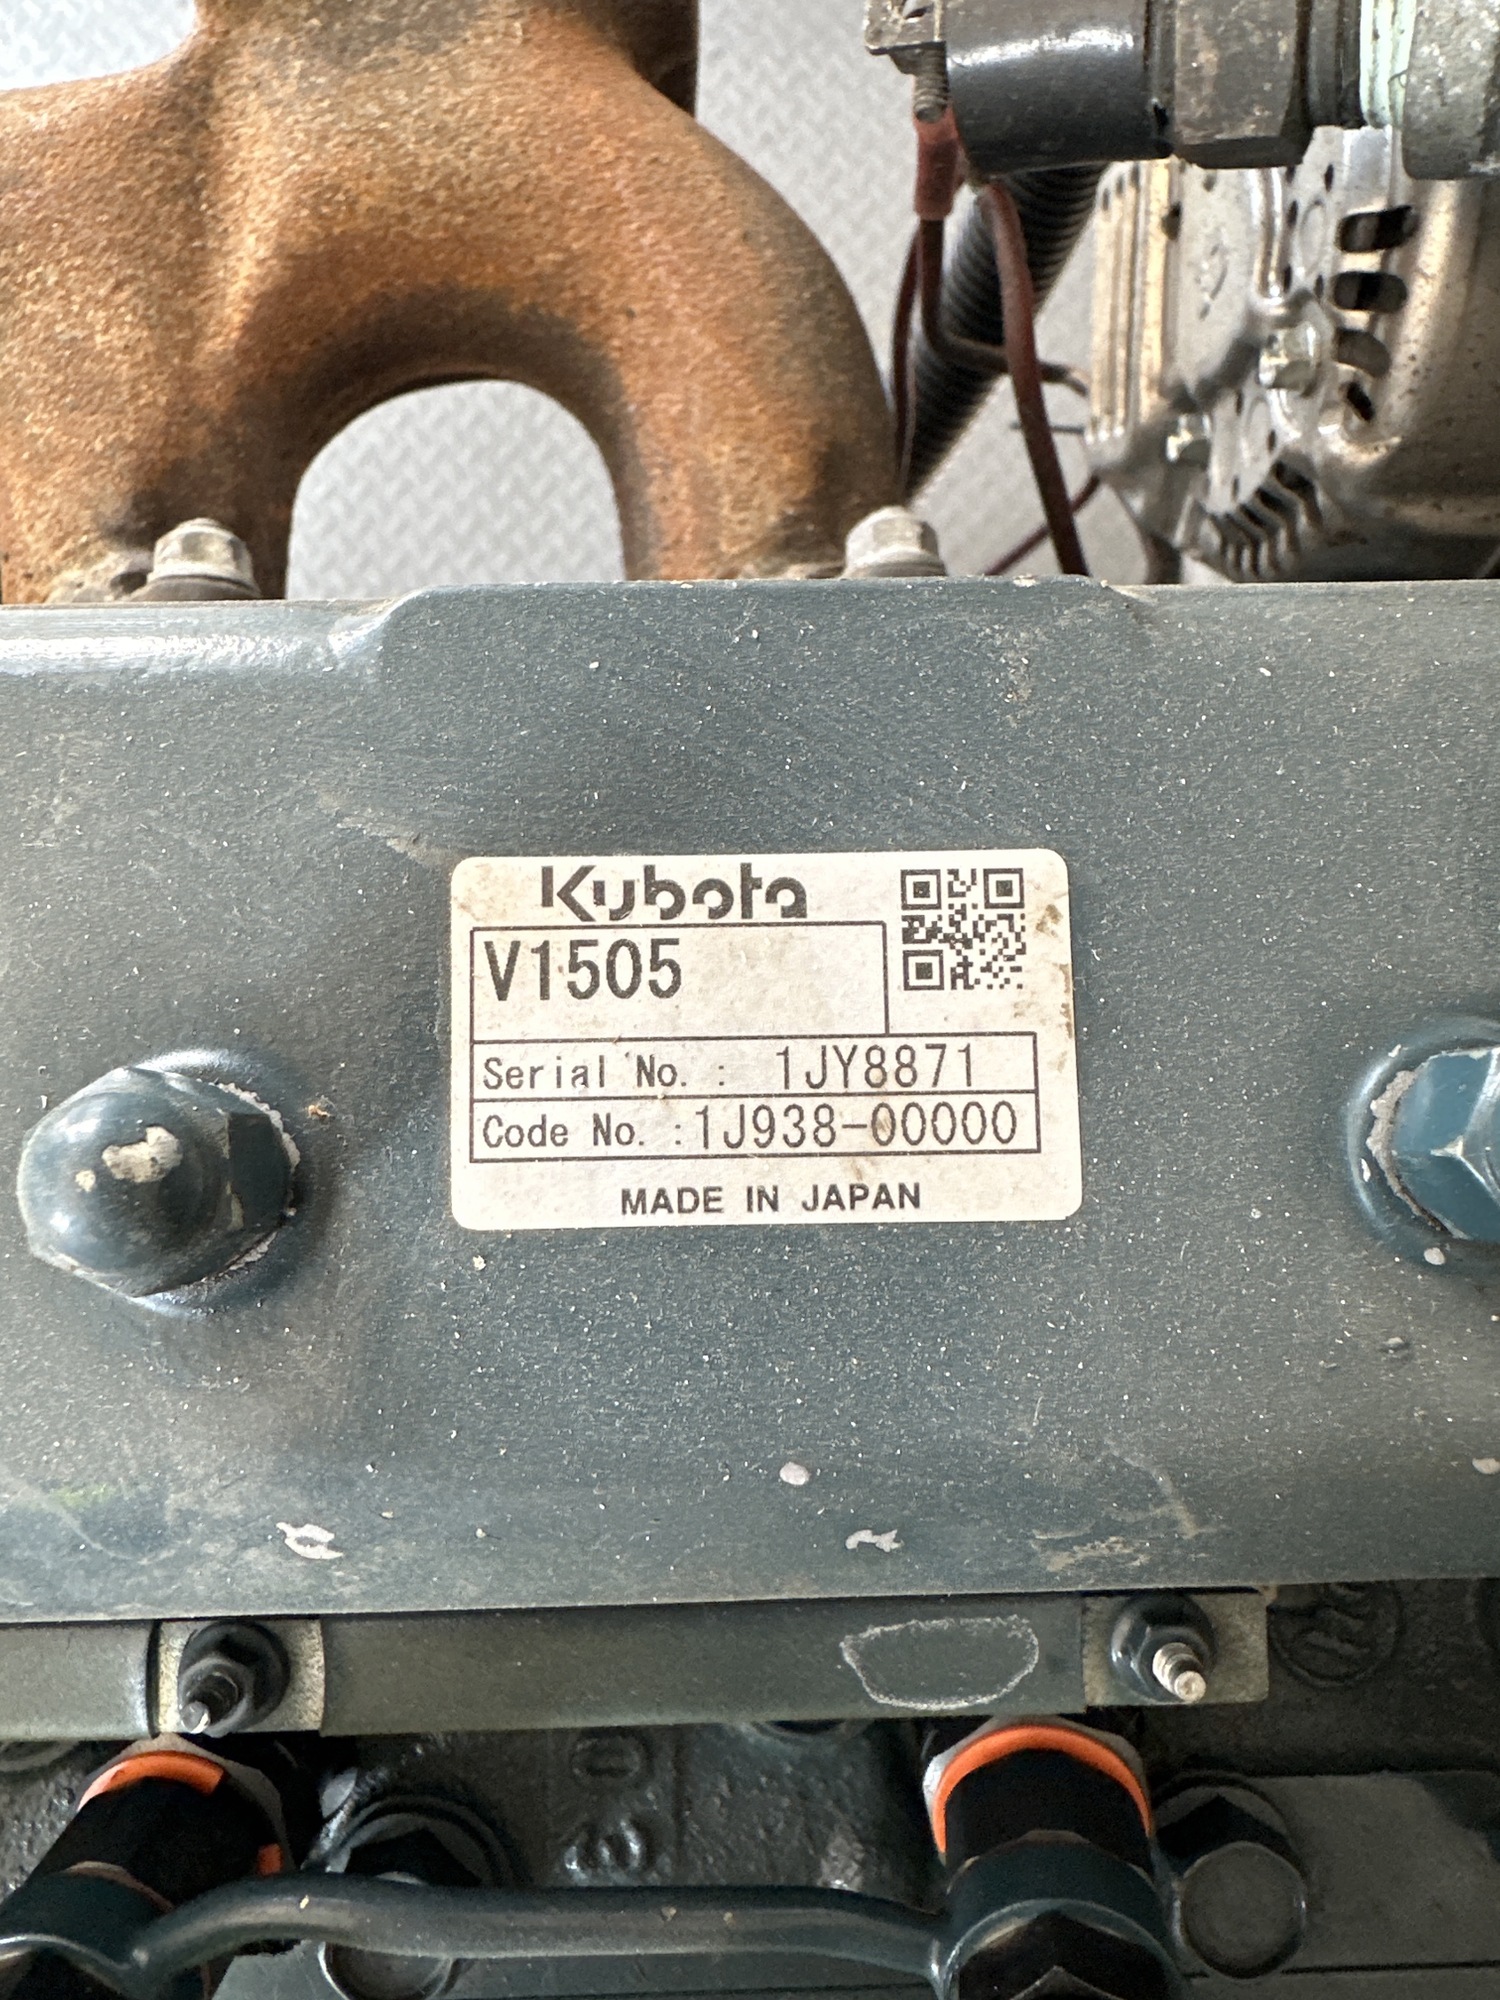 Kubota
V1505
Serial No. : 1JY8871
Code No. :1J938-00000
MADE IN JAPAN